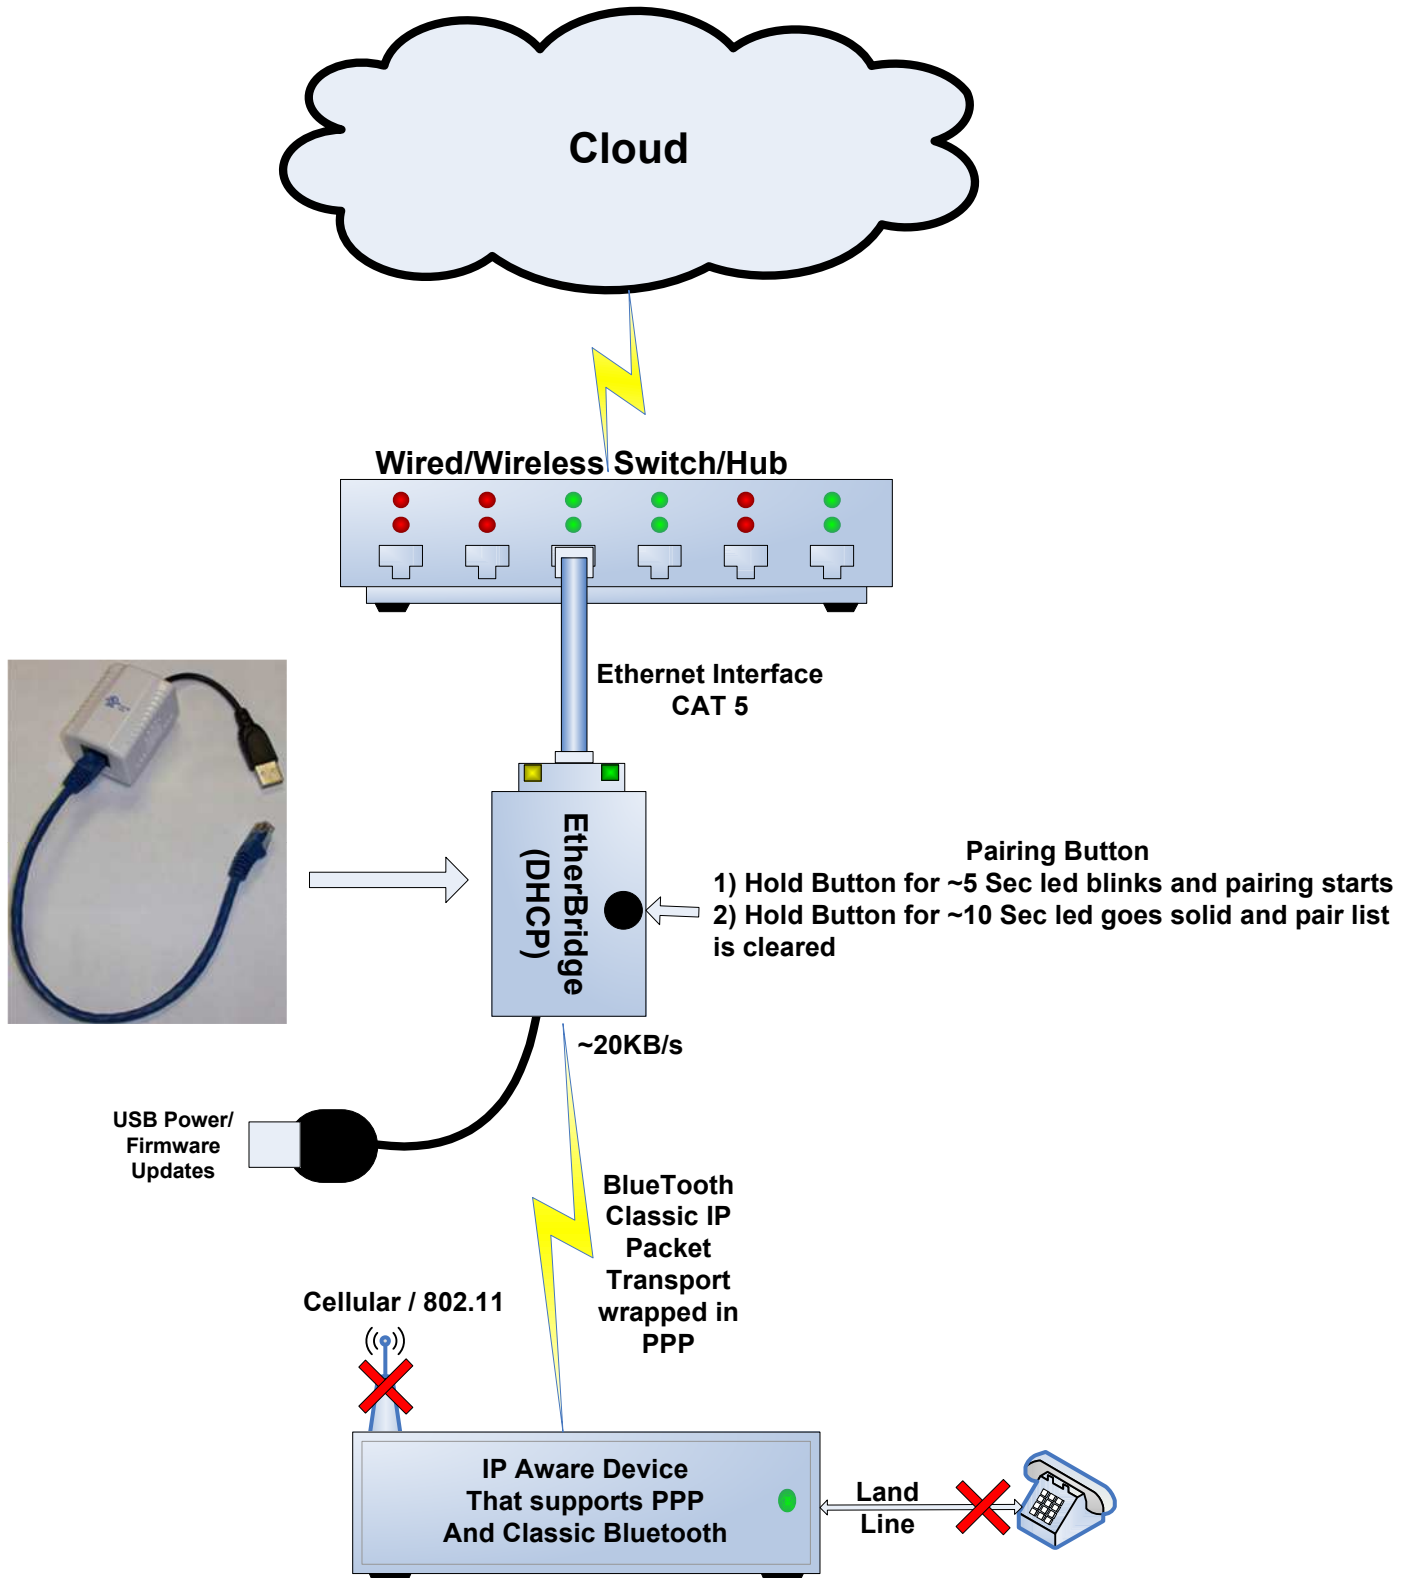 Cloud
Wired/Wireless Switch/Hub
Ethernet Interface
CAT 5
EtherBridge
(DHCP)
Pairing Button
1) Hold Button for ~5 Sec led blinks and pairing starts
2) Hold Button for ~10 Sec led goes solid and pair list
is cleared
~20KB/s
USB Power/
Firmware
Updates
BlueTooth
Classic IP
Packet
Transport
wrapped in
PPP
Cellular / 802.11
IP Aware Device
That supports PPP
And Classic Bluetooth
Land
Line